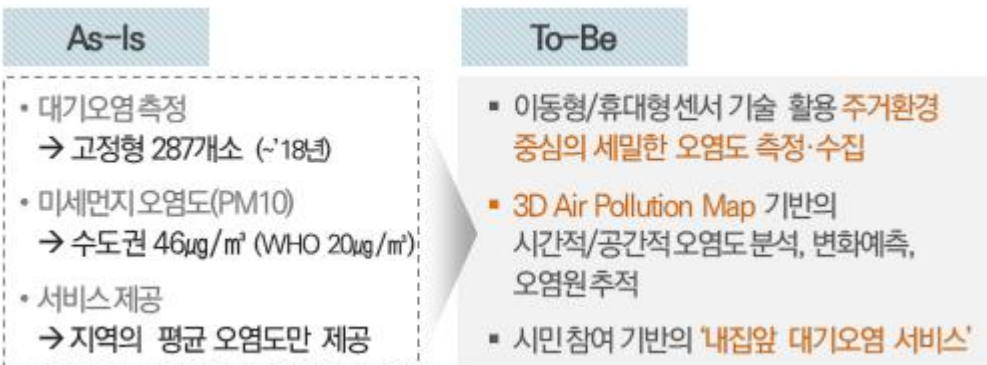 As-Is
• 대기오염 측정
→ 고정형 287개소 (~'18년)
• 미세먼지 오염도(PM10)
→ 수도권 46㎍/㎥ (WHO 20㎍/㎥)
• 서비스 제공
→ 지역의 평균 오염도만 제공
To-Be
▪ 이동형/휴대형 센서 기술 활용 주거환경
중심의 세밀한 오염도 측정·수집
▪ 3D Air Pollution Map 기반의
시간적/공간적 오염도 분석, 변화예측,
오염원 추적
▪ 시민 참여 기반의 '내집앞 대기오염 서비스'